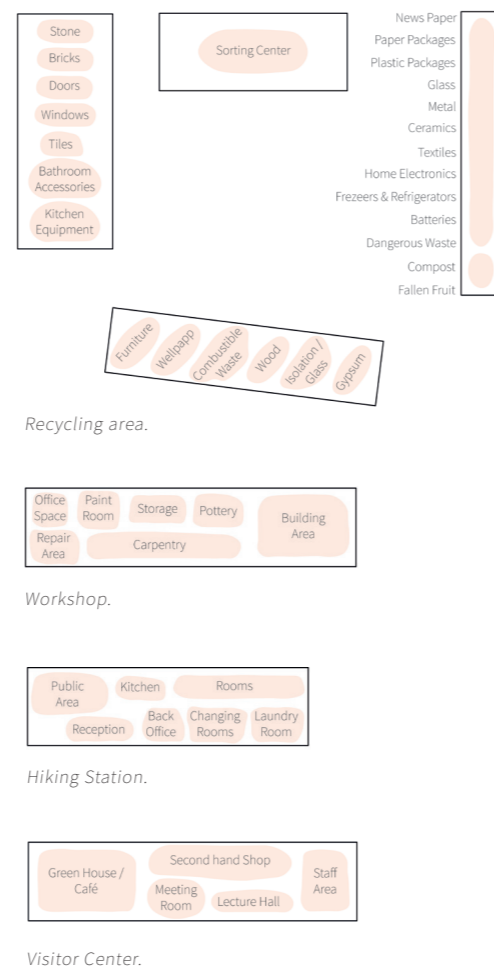 Stone
Bricks
Doors
Windows
Tiles
Bathroom
Accessories
Kitchen
Equipment
Sorting Center
News Paper
Paper Packages
Plastic Packages
Glass
Metal
Ceramics
Textiles
Home Electronics
Frezeers & Refrigerators
Batteries
Dangerous Waste
Compost
Fallen Fruit
Furniture
Wellpapp
Combustible
Waste
Wood
Isolation /
Glass
Gypsum
Recycling area.
Office
Space
Paint
Room
Storage
Pottery
Building
Area
Repair
Area
Carpentry
Workshop.
Public
Area
Kitchen
Rooms
Reception
Back
Office
Changing
Rooms
Laundry
Room
Hiking Station.
Green House /
Café
Second hand Shop
Meeting
Room
Lecture Hall
Staff
Area
Visitor Center.